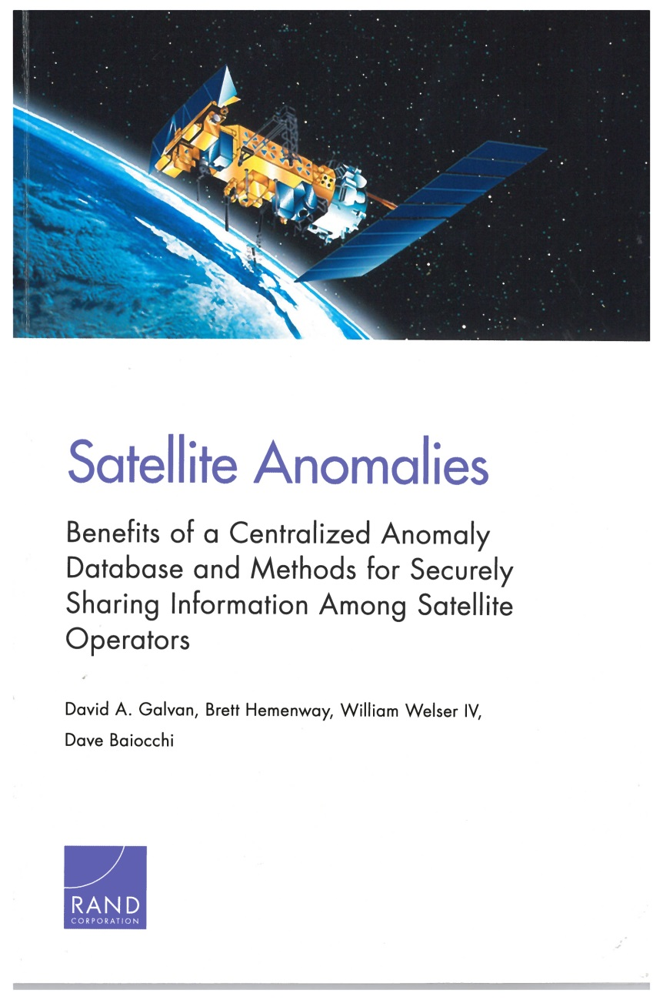 Satellite Anomalies
Benefits of a Centralized Anomaly
Database and Methods for Securely
Sharing Information Among Satellite
Operators
David A. Galvan, Brett Hemenway, William Welser IV,
Dave Baiocchi
RAND
CORPORATION